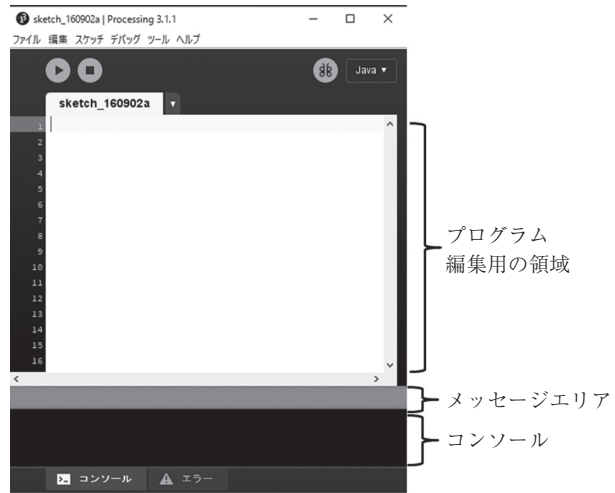 sketch_160902a | Processing 3.1.1
ファイル 編集 スケッチ デバッグ ツール ヘルプ
Java ▼
sketch_160902a ▼
1
2
3
4
5
6
7
8
9
10
11
12
13
14
15
16
プログラム
編集用の領域
メッセージエリア
コンソール
コンソール エラー